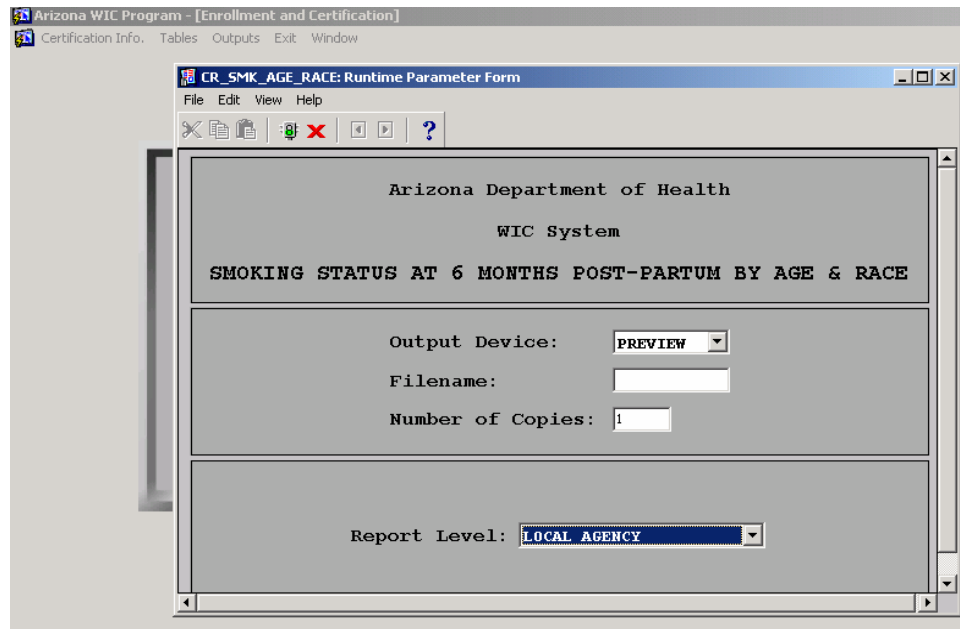 Arizona WIC Program - [Enrollment and Certification]
Certification Info. Tables Outputs Exit Window
CR_SMK_AGE_RACE: Runtime Parameter Form
File Edit View Help
?
Arizona Department of Health
WIC System
SMOKING STATUS AT 6 MONTHS POST-PARTUM BY AGE & RACE
Output Device: PREVIEW
Filename:
Number of Copies: 1
Report Level: LOCAL AGENCY